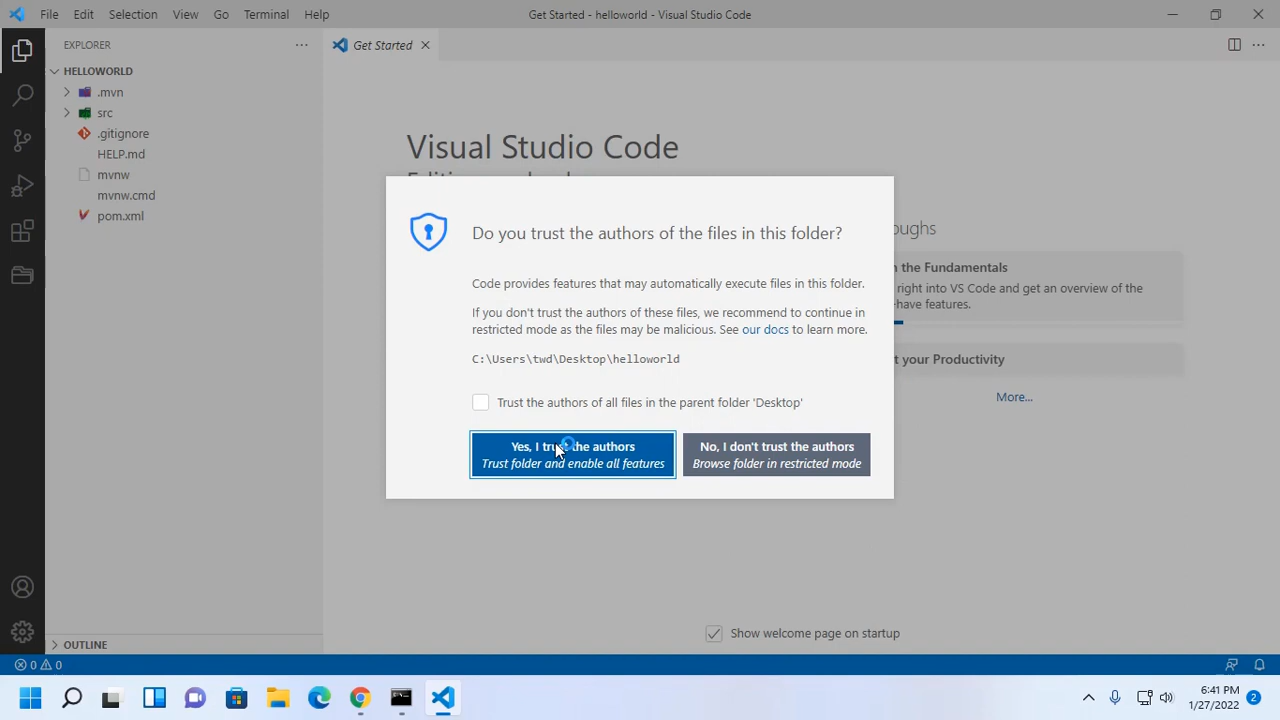 File Edit Selection View Go Terminal Help
Get Started - helloworld - Visual Studio Code
EXPLORER
Get Started
HELLOWORLD
.mvn
src
.gitignore
HELP.md
mvnw
mvnw.cmd
pom.xml
OUTLINE
Visual Studio Code
the Fundamentals
right into VS Code and get an overview of the
-have features.
your Productivity
More...
Show welcome page on startup
Do you trust the authors of the files in this folder?
Code provides features that may automatically execute files in this folder.
If you don't trust the authors of these files, we recommend to continue in
restricted mode as the files may be malicious. See our docs to learn more.
C:\Users\twd\Desktop\helloworld
Trust the authors of all files in the parent folder 'Desktop'
Yes, I trust the authors
Trust folder and enable all features
No, I don't trust the authors
Browse folder in restricted mode
0 0
6:41 PM
1/27/2022
2